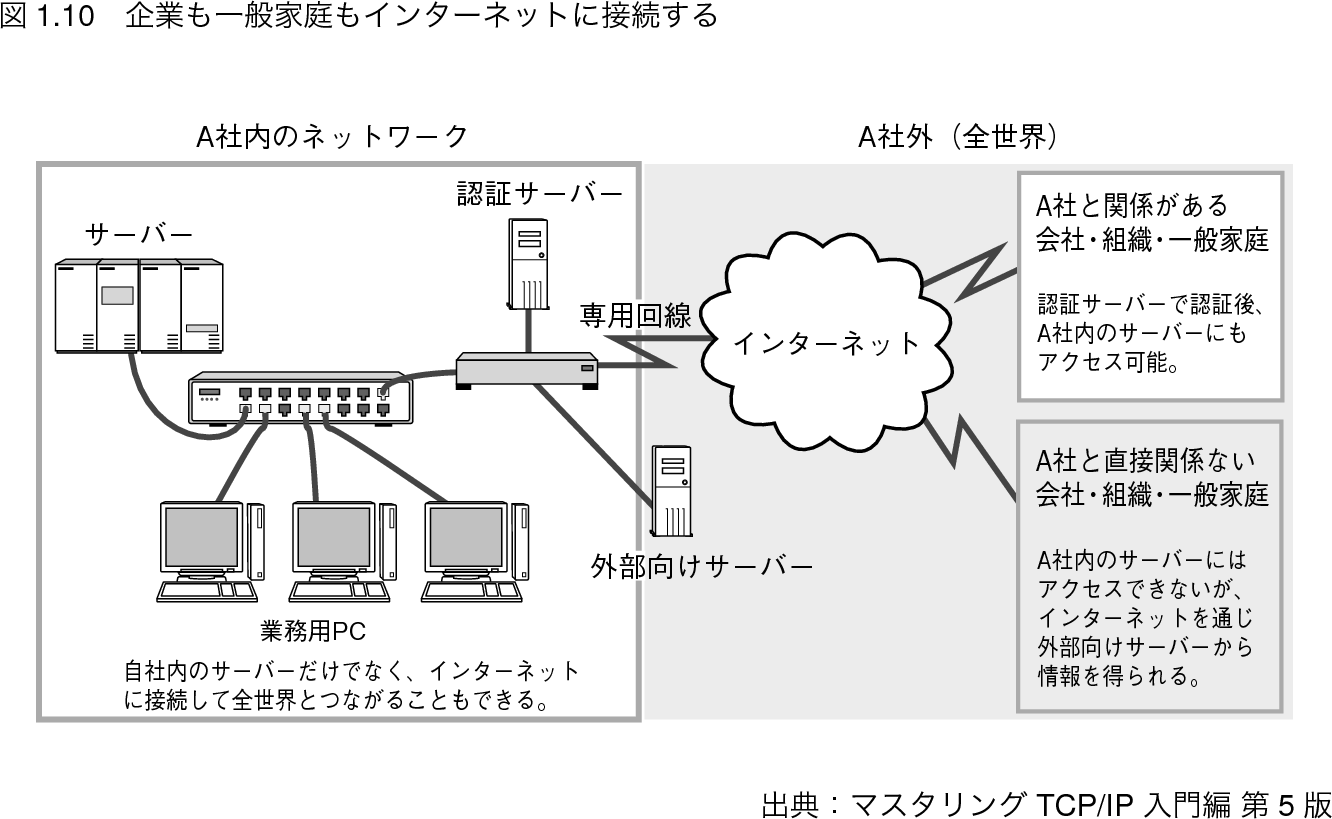 図 1.10　企業も一般家庭もインターネットに接続する
A社内のネットワーク
A社外（全世界）
認証サーバー
サーバー
専用回線
インターネット
A社と関係がある
会社・組織・一般家庭
認証サーバーで認証後、
A社内のサーバーにも
アクセス可能。
外部向けサーバー
A社と直接関係ない
会社・組織・一般家庭
A社内のサーバーには
アクセスできないが、
インターネットを通じ
外部向けサーバーから
情報を得られる。
業務用PC
自社内のサーバーだけでなく、インターネット
に接続して全世界とつながることもできる。
出典：マスタリング TCP/IP 入門編 第 5 版